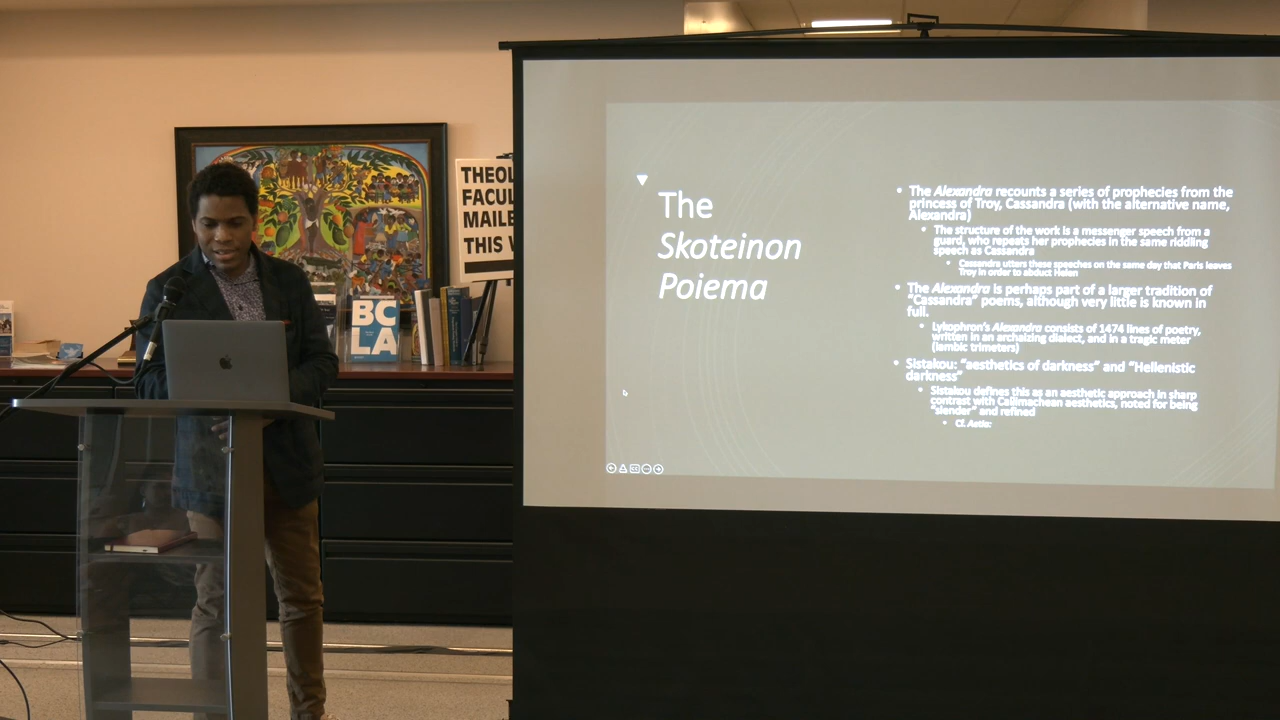 THEOL
FACUL
MAILE
THIS
BC
LA
The
Skoteinon
Poiema
The Alexandra recounts a series of prophecies from the
princess of Troy, Cassandra (with the alternative name,
Alexandra)
The structure of the work is a messenger speech from a
guard, who repeats her prophecies in the same riddling
speech as Cassandra
Cassandra utters these speeches on the same day that Paris leaves
Troy in order to abduct Helen
The Alexandra is perhaps part of a larger tradition of
"Cassandra" poems, although very little is known in
full.
Lykophron's Alexandra consists of 1474 lines of poetry,
written in an archaizing dialect, and in a tragic meter
(iambic trimeters)
Sistakou: "aesthetics of darkness" and "Hellenistic
darkness"
Sistakou defines this as an aesthetic approach in sharp
contrast with Callimachean aesthetics, noted for being
"slender" and refined
Cf. Aetia: